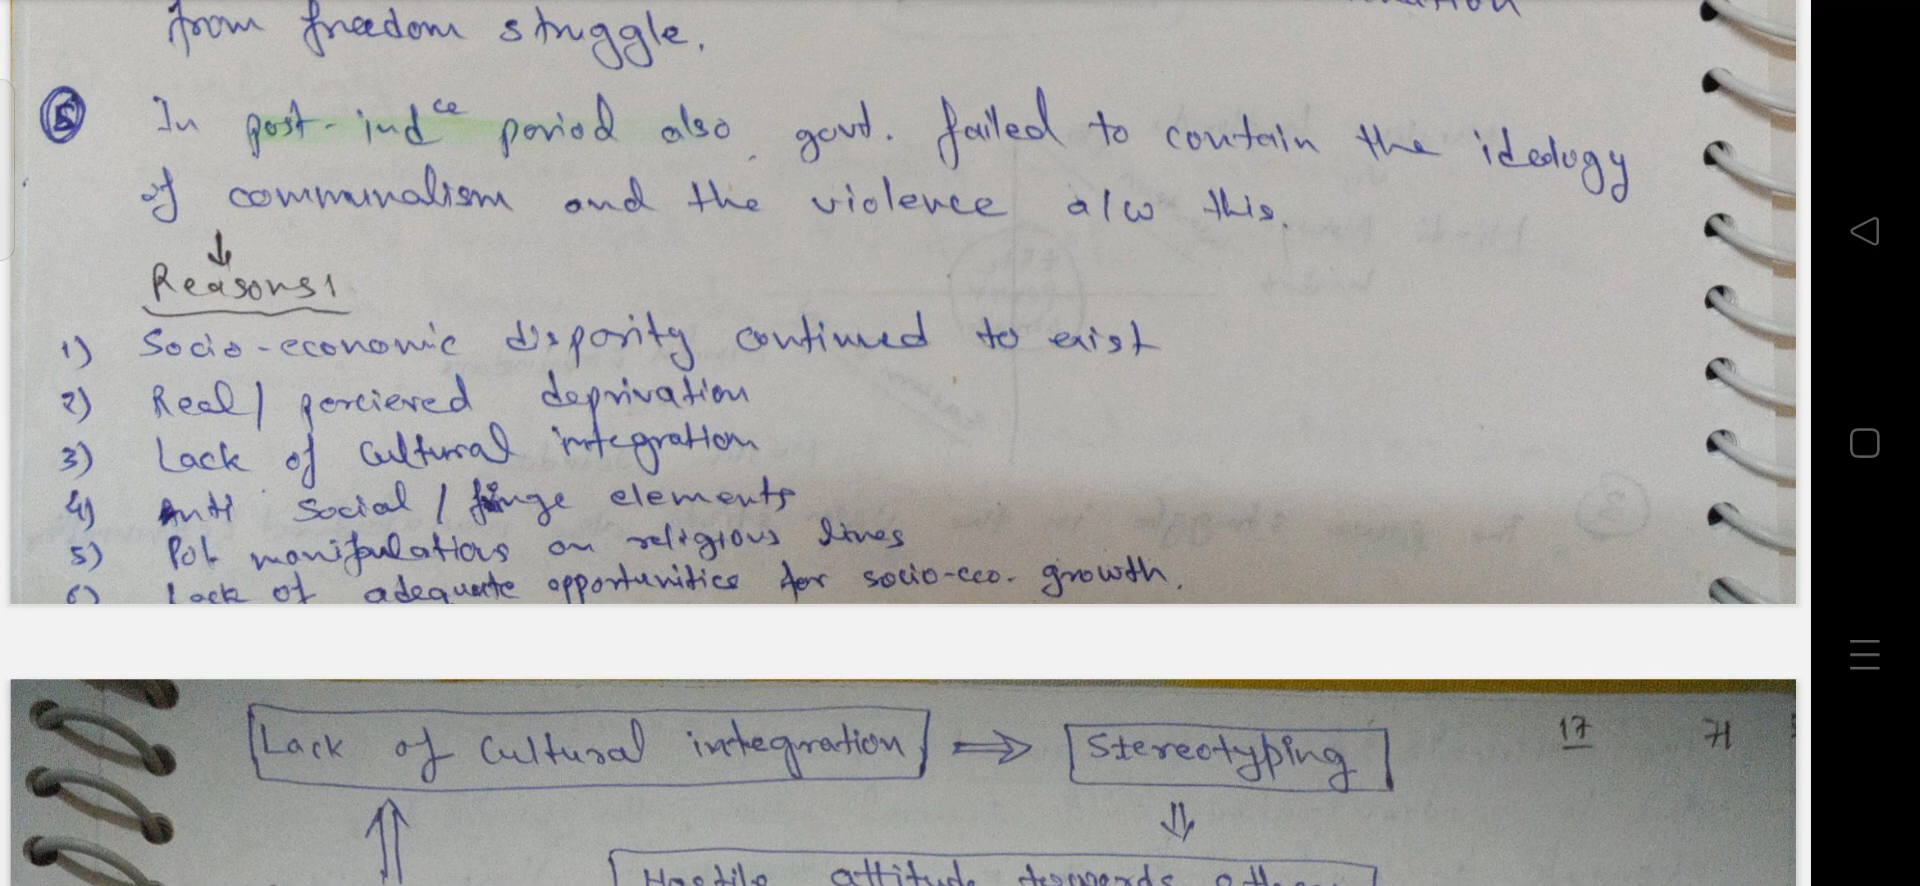 from freedom struggle.
5 In post-ind^ce period also govt. failed to contain the ideology
of communalism and the violence a/w this.
↓
Reasons:
1) Socio-economic disparity continued to exist
2) Real/ percieved deprivation
3) Lack of cultural integration
4) Anti social / fringe elements
5) Pol. manipulations on religious lines
6) Lack of adequate opportunities for socio-eco. growth.
17 71
Lack of cultural integration ⇒ Stereotyping
⇑ ⇓
Hostile attitude towards